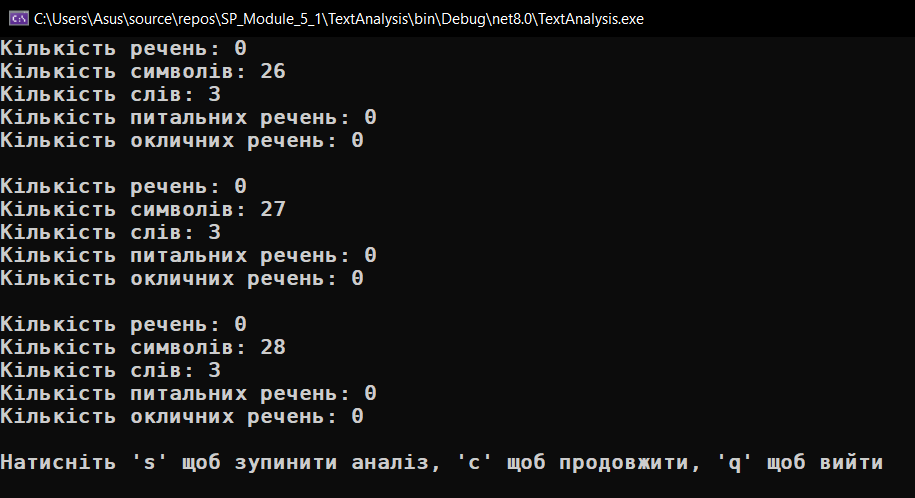 C:\Users\Asus\source\repos\SP_Module_5_1\TextAnalysis\bin\Debug\net8.0\TextAnalysis.exe
Кількість речень: 0
Кількість символів: 26
Кількість слів: 3
Кількість питальних речень: 0
Кількість окличних речень: 0
Кількість речень: 0
Кількість символів: 27
Кількість слів: 3
Кількість питальних речень: 0
Кількість окличних речень: 0
Кількість речень: 0
Кількість символів: 28
Кількість слів: 3
Кількість питальних речень: 0
Кількість окличних речень: 0
Натисніть 's' щоб зупинити аналіз, 'c' щоб продовжити, 'q' щоб вийти